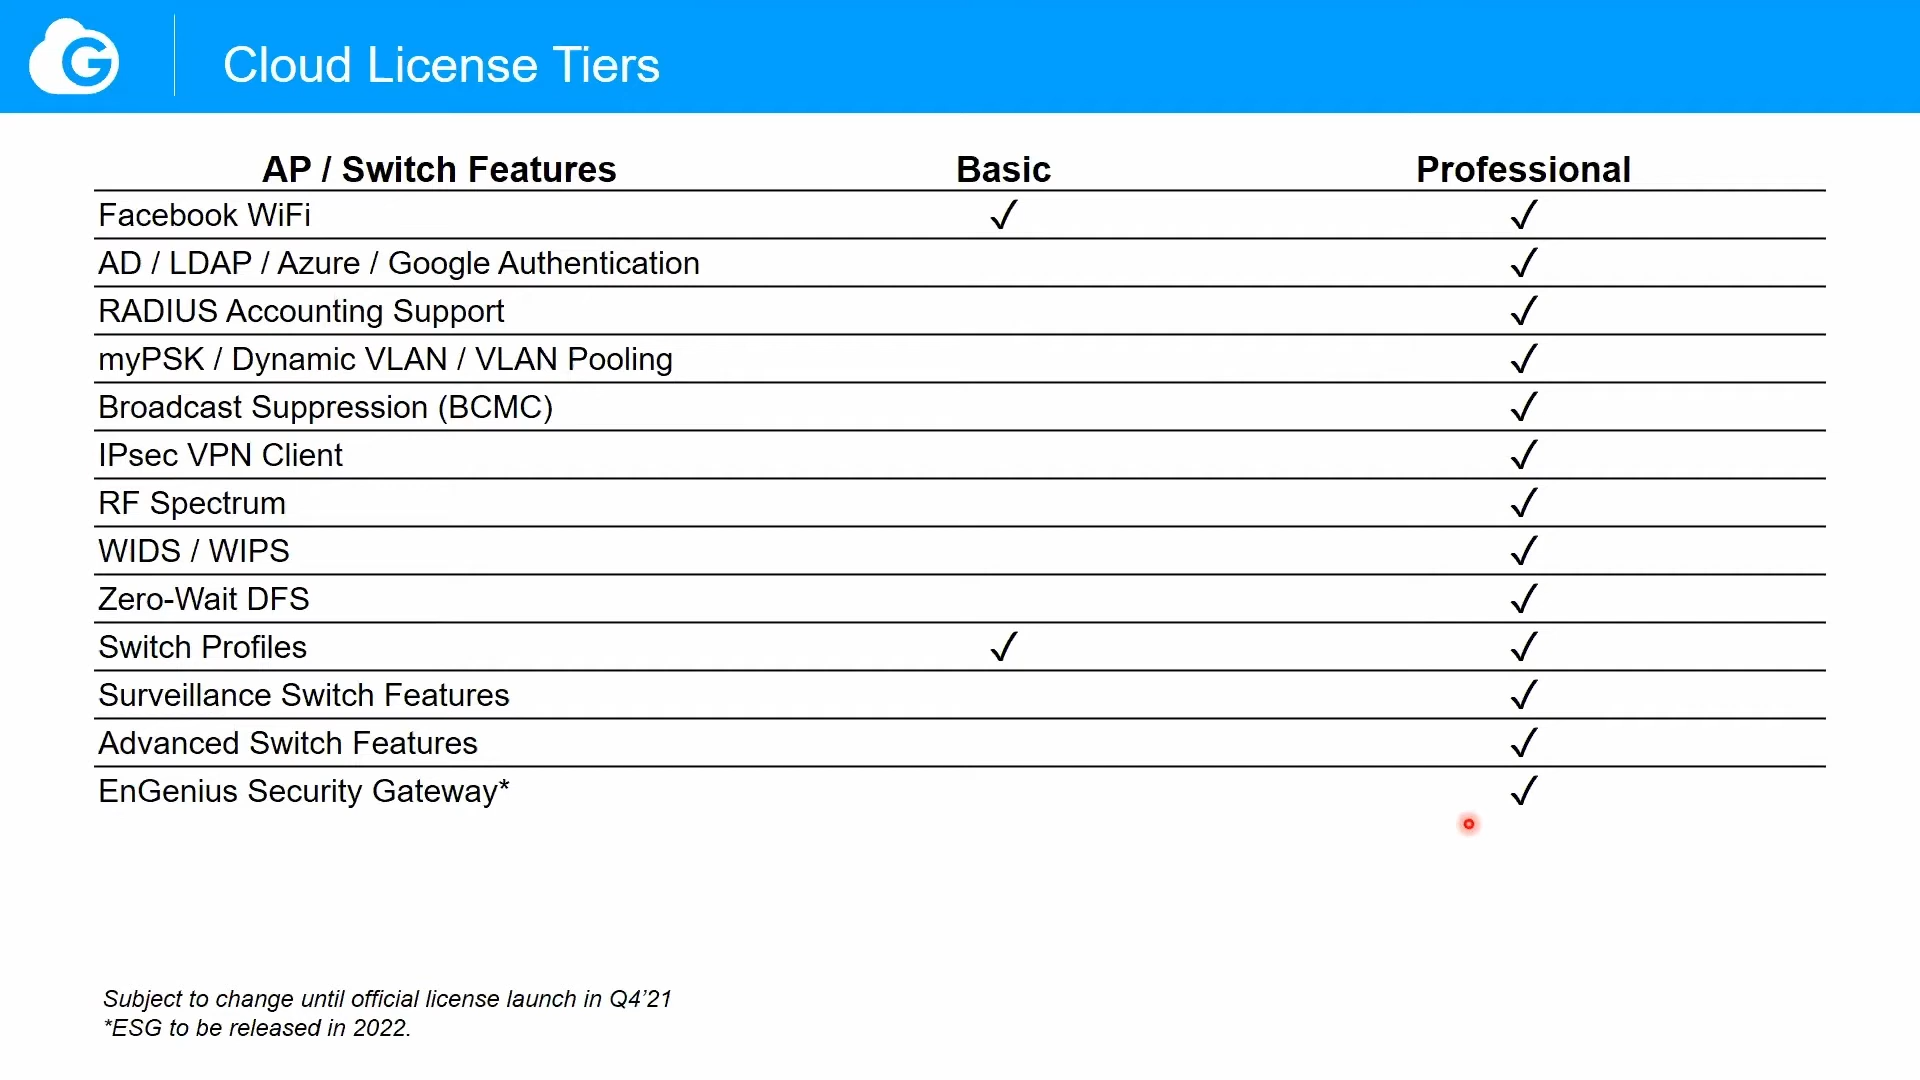 G
Cloud License Tiers
AP / Switch Features Basic Professional
Facebook WiFi ✓ ✓
AD / LDAP / Azure / Google Authentication ✓
RADIUS Accounting Support ✓
myPSK / Dynamic VLAN / VLAN Pooling ✓
Broadcast Suppression (BCMC) ✓
IPsec VPN Client ✓
RF Spectrum ✓
WIDS / WIPS ✓
Zero-Wait DFS ✓
Switch Profiles ✓ ✓
Surveillance Switch Features ✓
Advanced Switch Features ✓
EnGenius Security Gateway* ✓
Subject to change until official license launch in Q4’21
*ESG to be released in 2022.